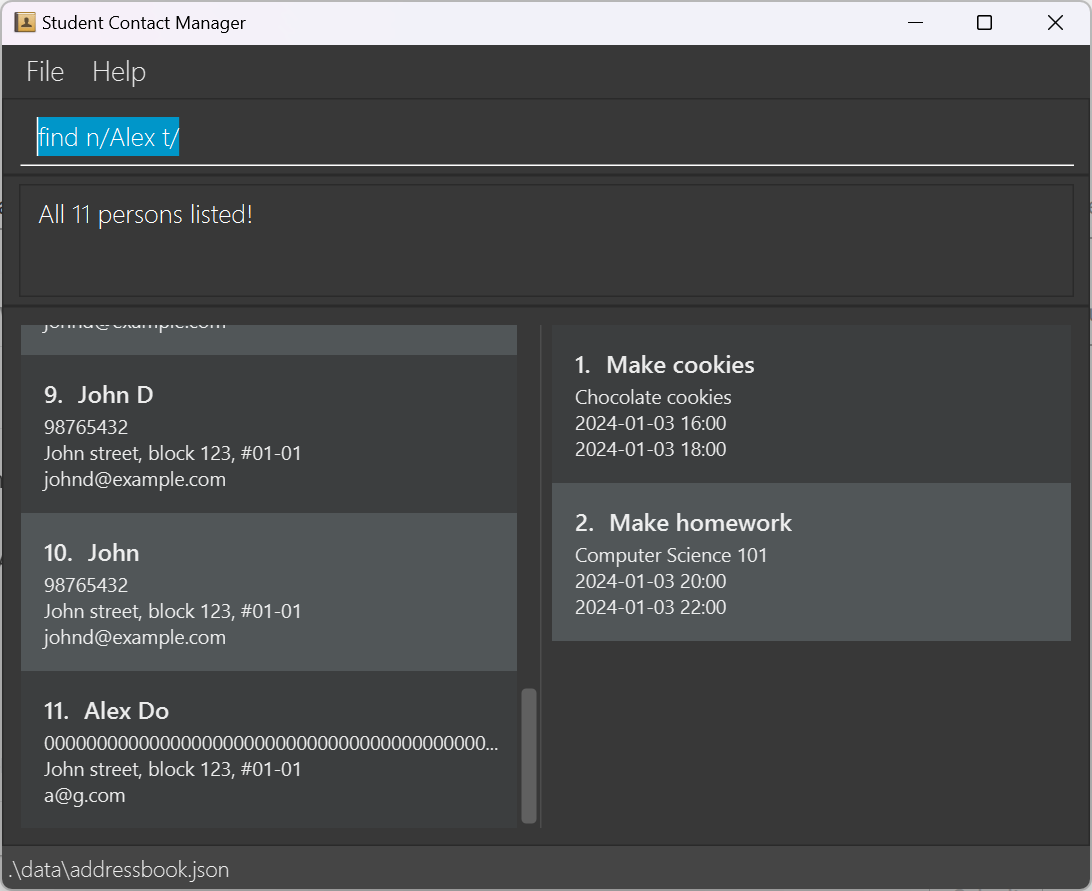 Student Contact Manager
File Help
find n/Alex t/
All 11 persons listed!
johnd@example.com
9. John D
98765432
John street, block 123, #01-01
johnd@example.com
10. John
98765432
John street, block 123, #01-01
johnd@example.com
11. Alex Do
0000000000000000000000000000000000000000000...
John street, block 123, #01-01
a@g.com
1. Make cookies
Chocolate cookies
2024-01-03 16:00
2024-01-03 18:00
2. Make homework
Computer Science 101
2024-01-03 20:00
2024-01-03 22:00
.\data\addressbook.json